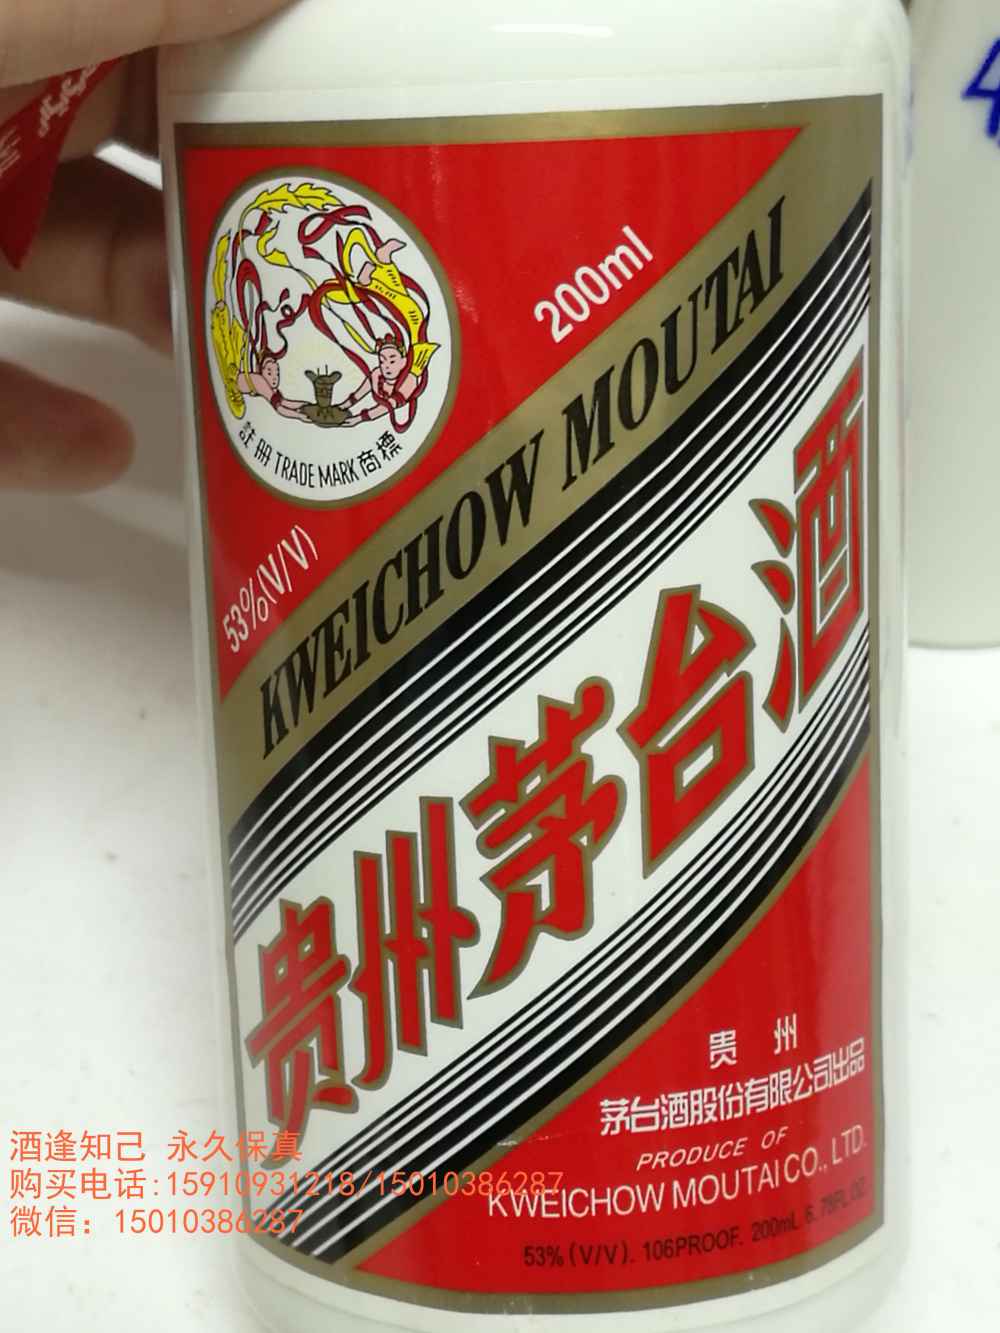 200ml
註册 TRADE MARK 商標
53%(V/V)
KWEICHOW MOUTAI
贵州茅台酒
贵 州
茅台酒股份有限公司出品
PRODUCE OF
KWEICHOW MOUTAI CO., LTD.
53% (V/V). 106PROOF. 200mL 6.76FL.OZ.
酒逢知己 永久保真
购买电话:15910931218/15010386287
微信：15010386287